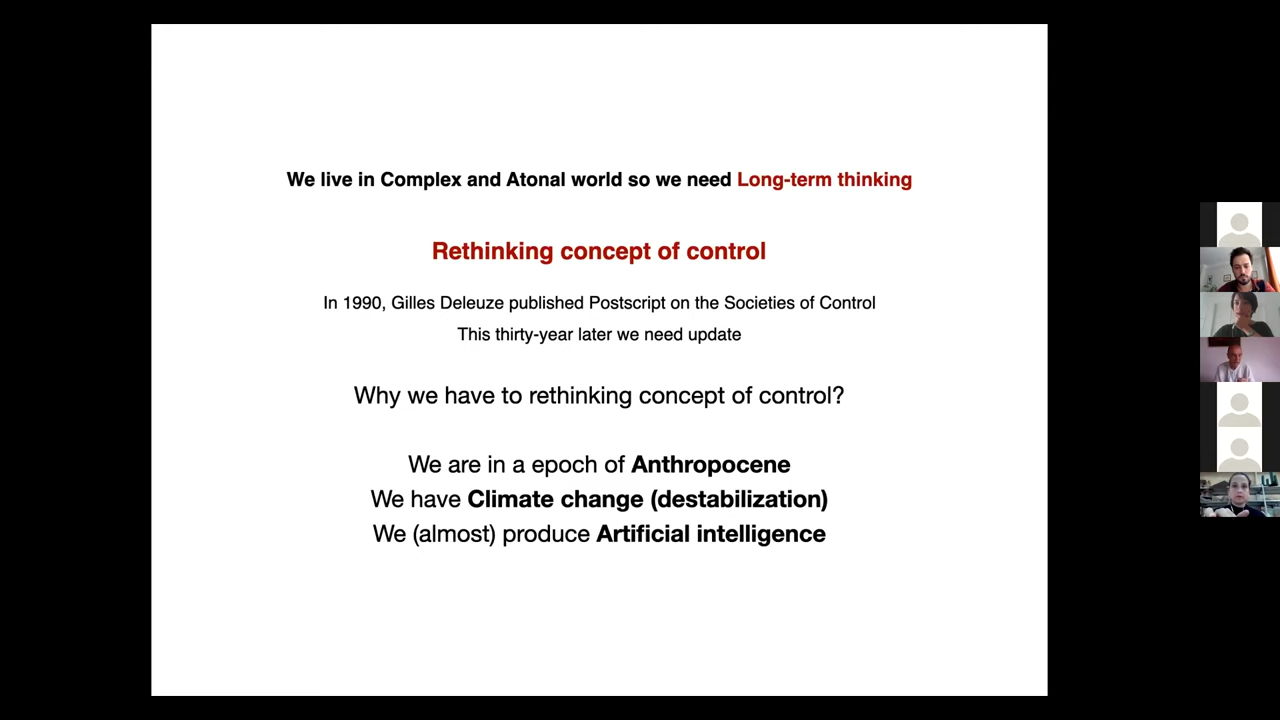 We live in Complex and Atonal world so we need Long-term thinking
Rethinking concept of control
In 1990, Gilles Deleuze published Postscript on the Societies of Control
This thirty-year later we need update
Why we have to rethinking concept of control?
We are in a epoch of Anthropocene
We have Climate change (destabilization)
We (almost) produce Artificial intelligence